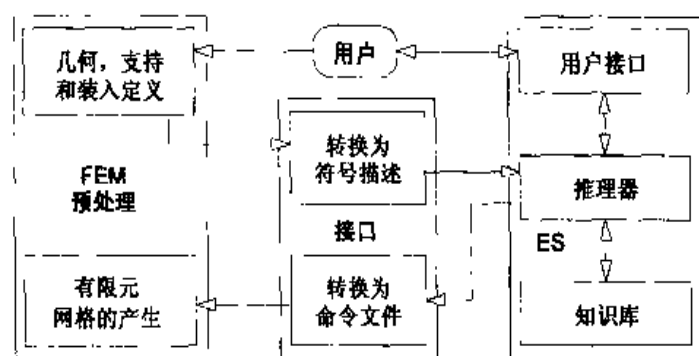 几何，支持
和装入定义
用户
用户接口
转换为
符号描述
FEM
预处理
接口
推理器
ES
有限元
网格的产生
转换为
命令文件
知识库